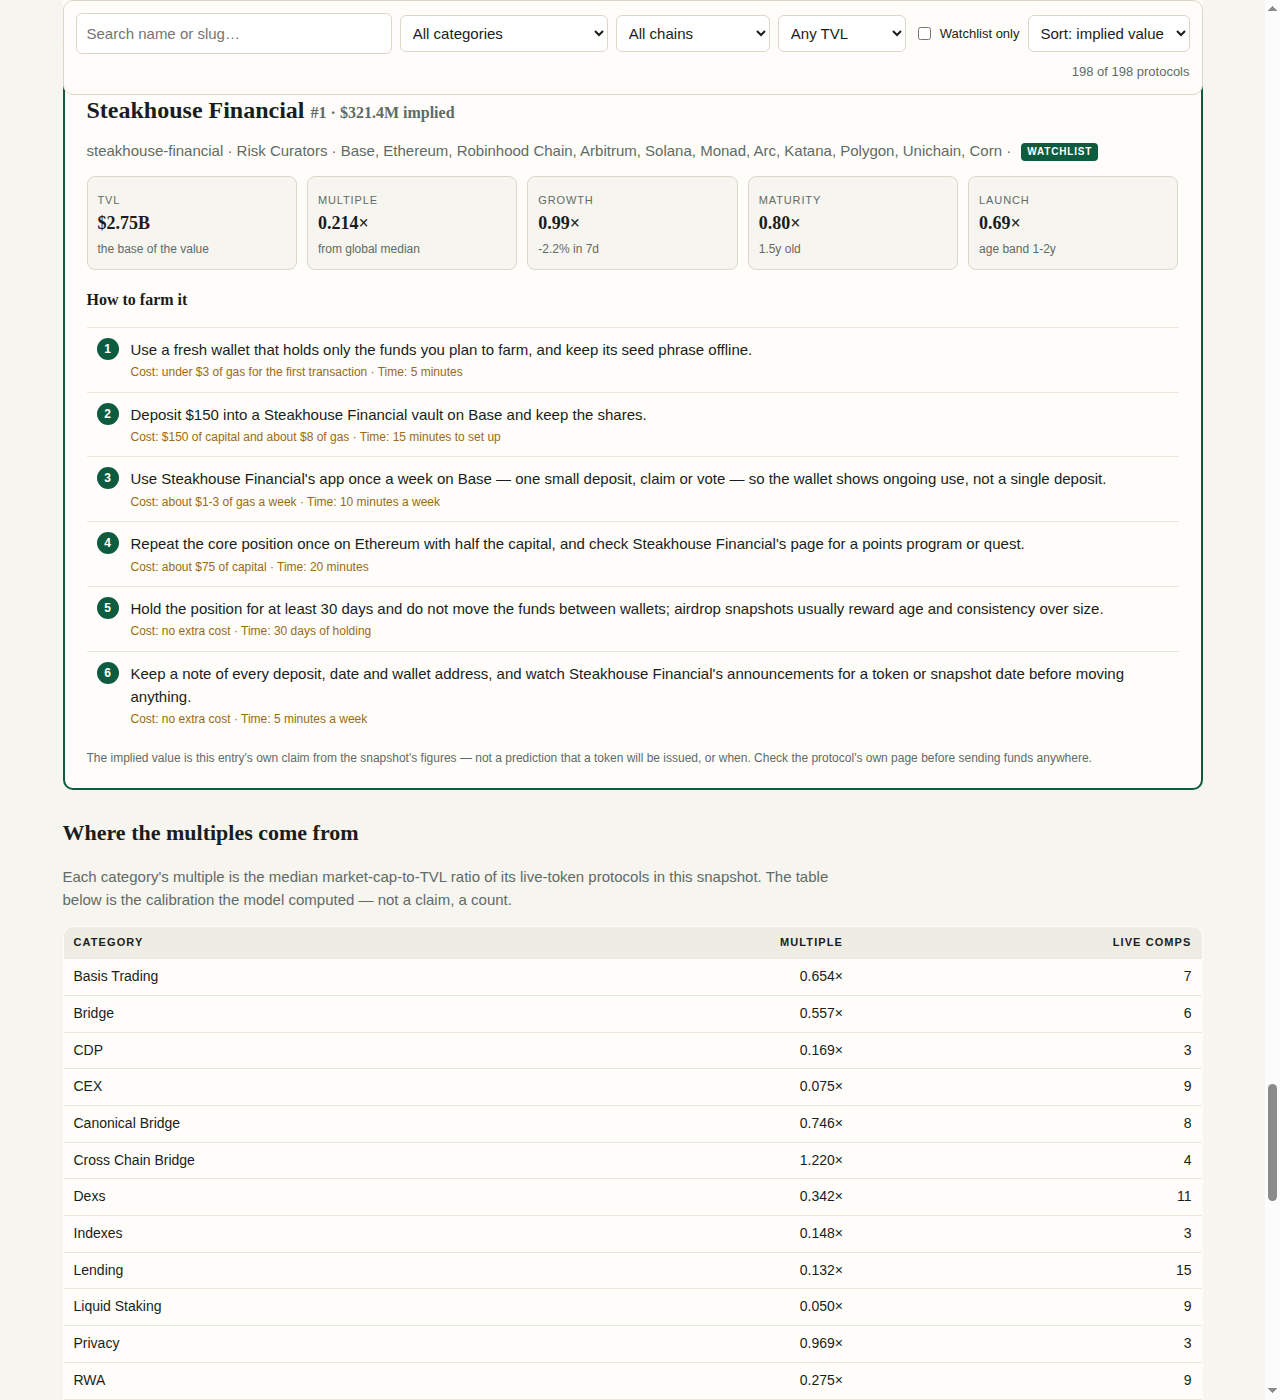 Search name or slug…
All categories
All chains
Any TVL
Watchlist only
Sort: implied value
198 of 198 protocols
Steakhouse Financial #1 · $321.4M implied
steakhouse-financial · Risk Curators · Base, Ethereum, Robinhood Chain, Arbitrum, Solana, Monad, Arc, Katana, Polygon, Unichain, Corn · WATCHLIST
TVL
$2.75B
the base of the value
MULTIPLE
0.214×
from global median
GROWTH
0.99×
-2.2% in 7d
MATURITY
0.80×
1.5y old
LAUNCH
0.69×
age band 1-2y
How to farm it
1 Use a fresh wallet that holds only the funds you plan to farm, and keep its seed phrase offline.
Cost: under $3 of gas for the first transaction · Time: 5 minutes
2 Deposit $150 into a Steakhouse Financial vault on Base and keep the shares.
Cost: $150 of capital and about $8 of gas · Time: 15 minutes to set up
3 Use Steakhouse Financial's app once a week on Base — one small deposit, claim or vote — so the wallet shows ongoing use, not a single deposit.
Cost: about $1-3 of gas a week · Time: 10 minutes a week
4 Repeat the core position once on Ethereum with half the capital, and check Steakhouse Financial's page for a points program or quest.
Cost: about $75 of capital · Time: 20 minutes
5 Hold the position for at least 30 days and do not move the funds between wallets; airdrop snapshots usually reward age and consistency over size.
Cost: no extra cost · Time: 30 days of holding
6 Keep a note of every deposit, date and wallet address, and watch Steakhouse Financial's announcements for a token or snapshot date before moving
anything.
Cost: no extra cost · Time: 5 minutes a week
The implied value is this entry's own claim from the snapshot's figures — not a prediction that a token will be issued, or when. Check the protocol's own page before sending funds anywhere.
Where the multiples come from
Each category's multiple is the median market-cap-to-TVL ratio of its live-token protocols in this snapshot. The table
below is the calibration the model computed — not a claim, a count.
CATEGORY MULTIPLE LIVE COMPS
Basis Trading 0.654× 7
Bridge 0.557× 6
CDP 0.169× 3
CEX 0.075× 9
Canonical Bridge 0.746× 8
Cross Chain Bridge 1.220× 4
Dexs 0.342× 11
Indexes 0.148× 3
Lending 0.132× 15
Liquid Staking 0.050× 9
Privacy 0.969× 3
RWA 0.275× 9